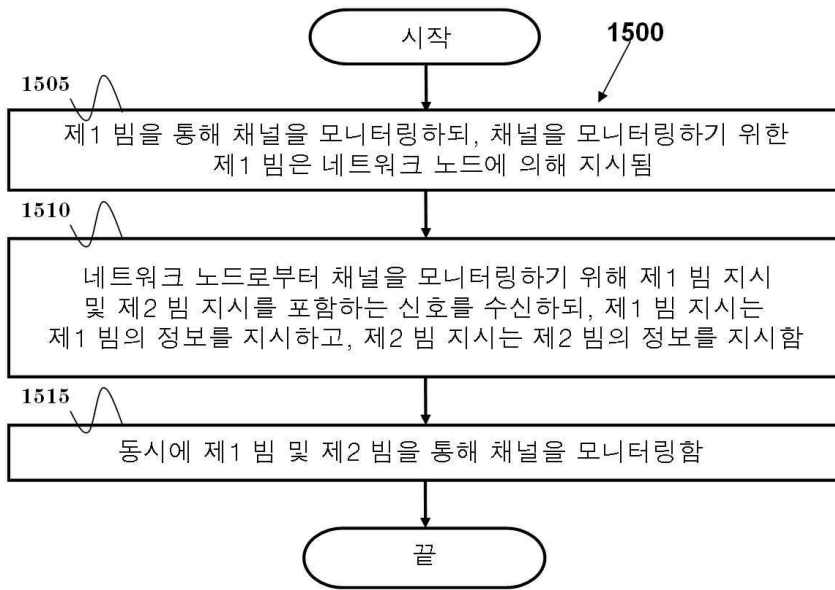 시작
1500
1505
제1 빔을 통해 채널을 모니터링하되, 채널을 모니터링하기 위한
제1 빔은 네트워크 노드에 의해 지시됨
1510
네트워크 노드로부터 채널을 모니터링하기 위해 제1 빔 지시
및 제2 빔 지시를 포함하는 신호를 수신하되, 제1 빔 지시는
제1 빔의 정보를 지시하고, 제2 빔 지시는 제2 빔의 정보를 지시함
1515
동시에 제1 빔 및 제2 빔을 통해 채널을 모니터링함
끝